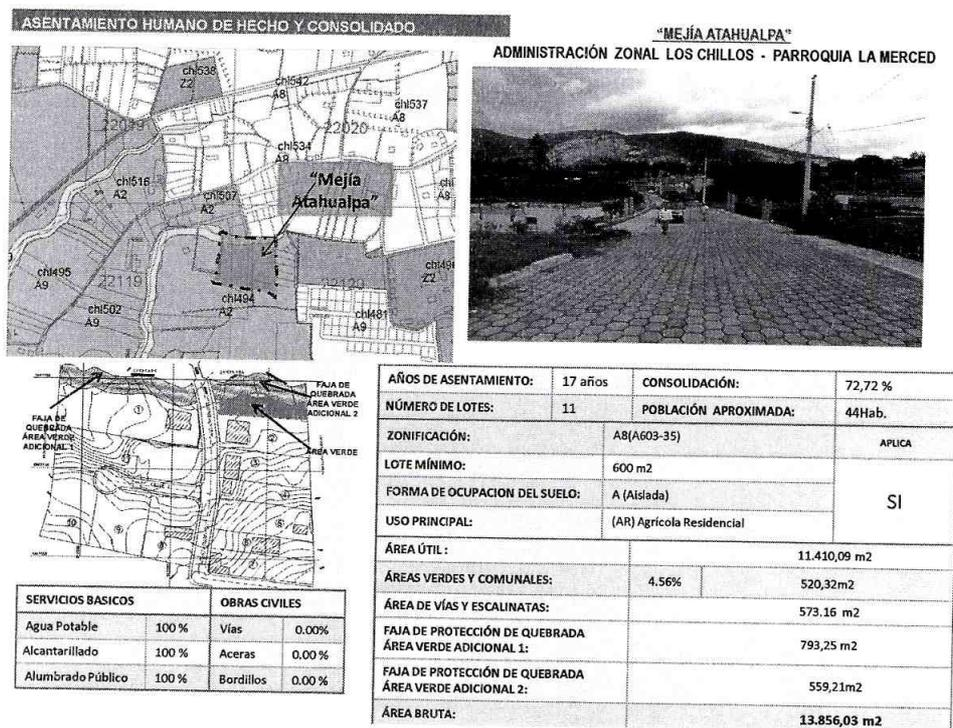 ASENTAMIENTO HUMANO DE HECHO Y CONSOLIDADO
"MEJÍA ATAHUALPA"
ADMINISTRACIÓN ZONAL LOS CHILLOS - PARROQUIA LA MERCED
chl538
Z2
chl542
A8
chl537
A8
22019
22020
chl534
A8
chl516
A2
chl507
A2
"Mejía
Atahualpa"
A9
chl495
A9
22119
22120
Z2
chl494
A2
chl502
A9
chl481
A9
FAJA DE
QUEBRADA
ÁREA VERDE
ADICIONAL 2
FAJA DE
QUEBRADA
ÁREA VERDE
ADICIONAL 1
ÁREA VERDE
AÑOS DE ASENTAMIENTO: 17 años CONSOLIDACIÓN: 72,72 %
NÚMERO DE LOTES: 11 POBLACIÓN APROXIMADA: 44Hab.
ZONIFICACIÓN: A8(A603-35) APLICA
LOTE MÍNIMO: 600 m2
FORMA DE OCUPACION DEL SUELO: A (Aislada) SI
USO PRINCIPAL: (AR) Agrícola Residencial
ÁREA ÚTIL : 11.410,09 m2
ÁREAS VERDES Y COMUNALES: 4.56% 520,32m2
ÁREA DE VÍAS Y ESCALINATAS: 573.16 m2
FAJA DE PROTECCIÓN DE QUEBRADA
ÁREA VERDE ADICIONAL 1: 793,25 m2
FAJA DE PROTECCIÓN DE QUEBRADA
ÁREA VERDE ADICIONAL 2: 559,21m2
ÁREA BRUTA: 13.856,03 m2
SERVICIOS BASICOS OBRAS CIVILES
Agua Potable 100 % Vías 0.00%
Alcantarillado 100 % Aceras 0.00 %
Alumbrado Público 100 % Bordillos 0.00 %